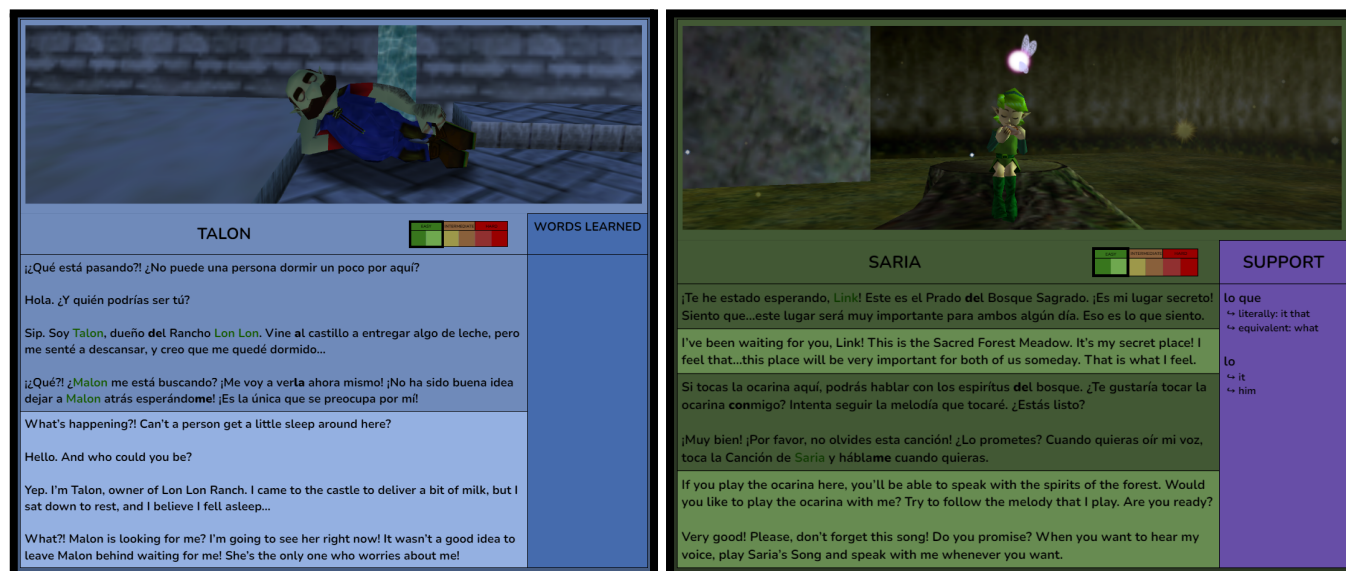 TALON
EASY
INTERMEDIATE
WORDS LEARNED
¡¿Qué está pasando?! ¿No puede una persona dormir un poco por aquí?
Hola. ¿Y quién podrías ser tú?
Sip. Soy Talon, dueño del Rancho Lon Lon. Vine al castillo a entregar algo de leche, pero
me senté a descansar, y creo que me quedé dormido...
¡¿Qué?! ¿Malon me está buscando? ¡Me voy a verla ahora mismo! ¡No ha sido buena idea
dejar a Malon atrás esperándome! ¡Es la única que se preocupa por mí!
What's happening?! Can't a person get a little sleep around here?
Hello. And who could you be?
Yep. I'm Talon, owner of Lon Lon Ranch. I came to the castle to deliver a bit of milk, but I
sat down to rest, and I believe I fell asleep...
What?! Malon is looking for me? I'm going to see her right now! It wasn't a good idea to
leave Malon behind waiting for me! She's the only one who worries about me!
SARIA
EASY
INTERMEDIATE
SUPPORT
¡Te he estado esperando, Link! Este es el Prado del Bosque Sagrado. ¡Es mi lugar secreto!
Siento que...este lugar será muy importante para ambos algún día. Eso es lo que siento.
I've been waiting for you, Link! This is the Sacred Forest Meadow. It's my secret place! I
feel that...this place will be very important for both of us someday. That is what I feel.
Si tocas la ocarina aquí, podrás hablar con los espirítus del bosque. ¿Te gustaría tocar la
ocarina conmigo? Intenta seguir la melodía que tocaré. ¿Estás listo?
¡Muy bien! ¡Por favor, no olvides esta canción! ¿Lo prometes? Cuando quieras oír mi voz,
toca la Canción de Saria y háblame cuando quieras.
If you play the ocarina here, you'll be able to speak with the spirits of the forest. Would
you like to play the ocarina with me? Try to follow the melody that I play. Are you ready?
Very good! Please, don't forget this song! Do you promise? When you want to hear my
voice, play Saria's Song and speak with me whenever you want.
lo que
↪ literally: it that
↪ equivalent: what
lo
↪ it
↪ him